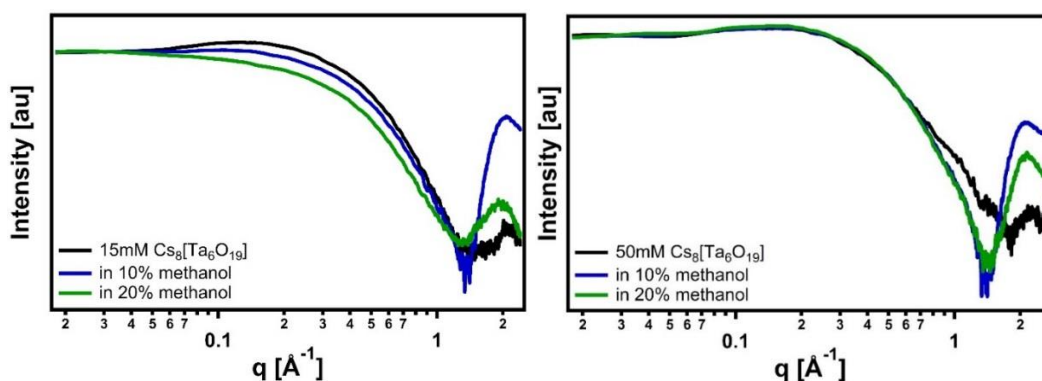 Intensity [au]
15mM Cs₈[Ta₆O₁₉]
in 10% methanol
in 20% methanol
2 3 4 5 6 7 0.1 2 3 4 5 6 7 1 2
q [Å⁻¹]
Intensity [au]
50mM Cs₈[Ta₆O₁₉]
in 10% methanol
in 20% methanol
2 3 4 5 6 7 0.1 2 3 4 5 6 7 1 2
q [Å⁻¹]